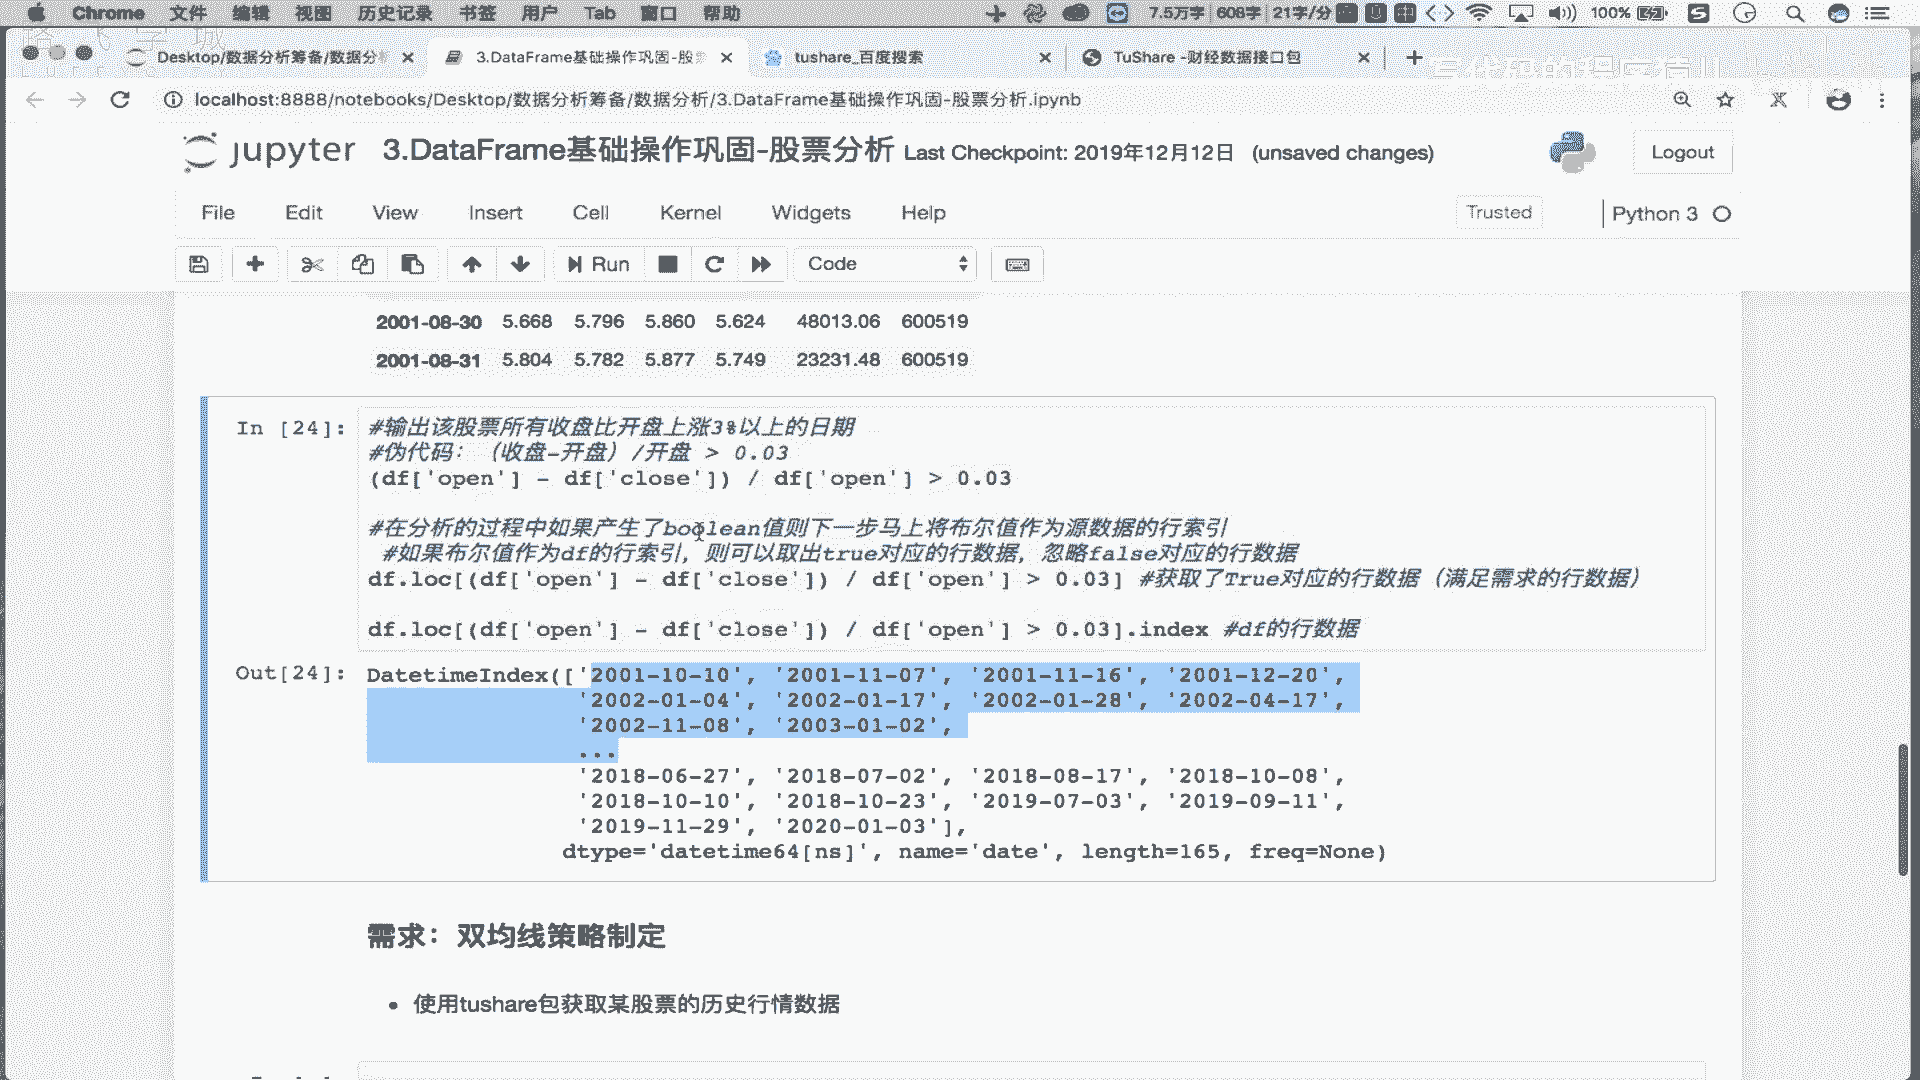 Chrome 文件 编辑 视图 历史记录 书签 用户 Tab 窗口 帮助 7.5万字 608字 21字/分 100%
Desktop/数据分析筹备/数据分析
3.DataFrame基础操作巩固-股票
tushare_百度搜索
TuShare -财经数据接口包
localhost:8888/notebooks/Desktop/数据分析筹备/数据分析/3.DataFrame基础操作巩固-股票分析.ipynb
jupyter 3.DataFrame基础操作巩固-股票分析 Last Checkpoint: 2019年12月12日 (unsaved changes)
Logout
File Edit View Insert Cell Kernel Widgets Help
Trusted Python 3
Run Code
2001-08-30 5.668 5.796 5.860 5.624 48013.06 600519
2001-08-31 5.804 5.782 5.877 5.749 23231.48 600519
In [24]: #输出该股票所有收盘比开盘上涨3%以上的日期
#伪代码：（收盘-开盘）/开盘 > 0.03
(df['open'] - df['close']) / df['open'] > 0.03
#在分析的过程中如果产生了boolean值则下一步马上将布尔值作为源数据的行索引
#如果布尔值作为df的行索引，则可以取出true对应的行数据，忽略false对应的行数据
df.loc[(df['open'] - df['close']) / df['open'] > 0.03] #获取了True对应的行数据（满足需求的行数据）
df.loc[(df['open'] - df['close']) / df['open'] > 0.03].index #df的行数据
Out[24]: DatetimeIndex(['2001-10-10', '2001-11-07', '2001-11-16', '2001-12-20',
'2002-01-04', '2002-01-17', '2002-01-28', '2002-04-17',
'2002-11-08', '2003-01-02',
...
'2018-06-27', '2018-07-02', '2018-08-17', '2018-10-08',
'2018-10-10', '2018-10-23', '2019-07-03', '2019-09-11',
'2019-11-29', '2020-01-03'],
dtype='datetime64[ns]', name='date', length=165, freq=None)
需求：双均线策略制定
使用tushare包获取某股票的历史行情数据